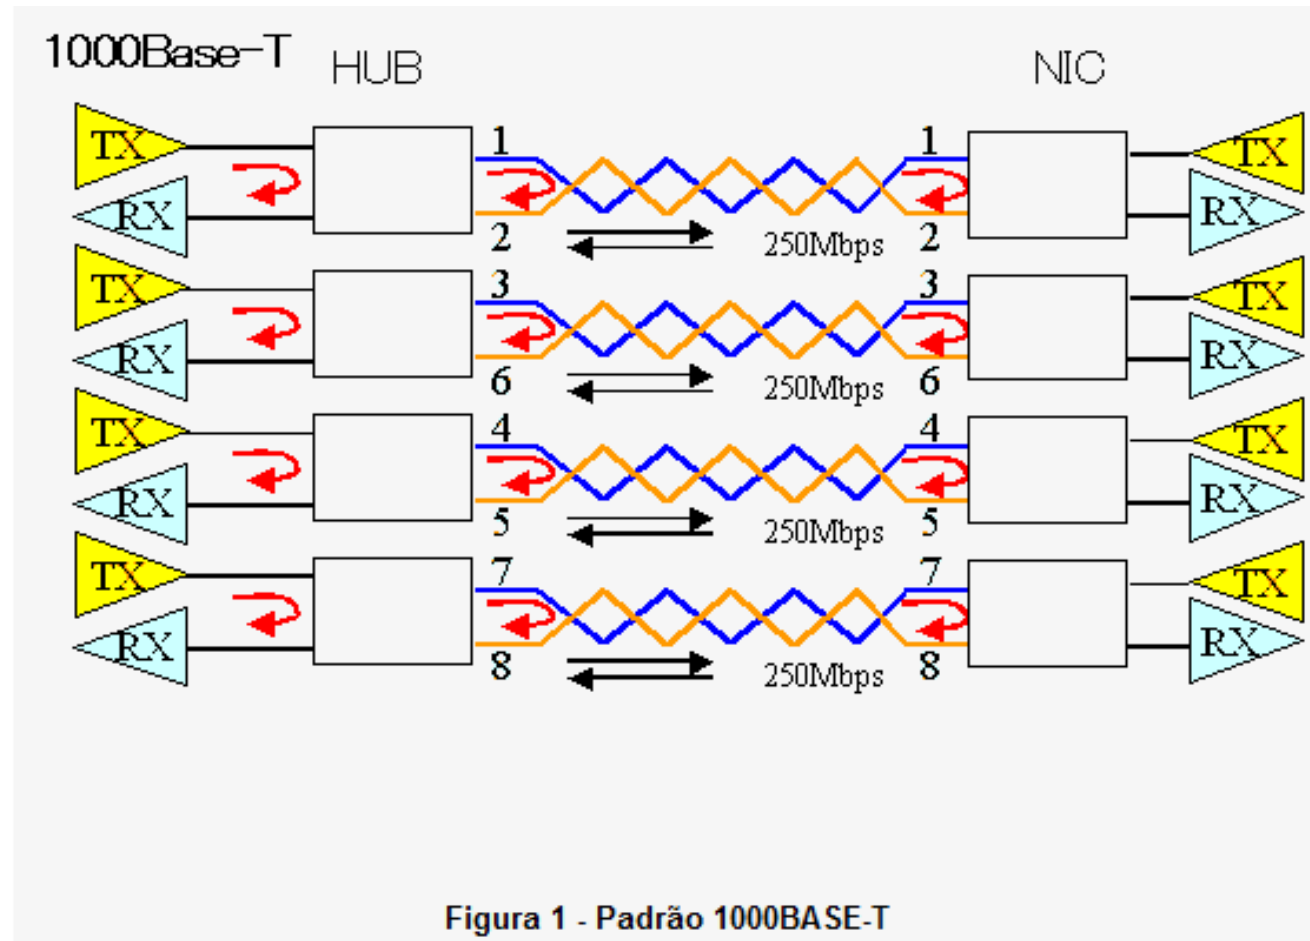 1000Base-T HUB NIC
TX 1 1 TX
RX 2 250Mbps 2 RX
TX 3 3 TX
RX 6 250Mbps 6 RX
TX 4 4 TX
RX 5 250Mbps 5 RX
TX 7 7 TX
RX 8 250Mbps 8 RX
Figura 1 - Padrão 1000BASE-T